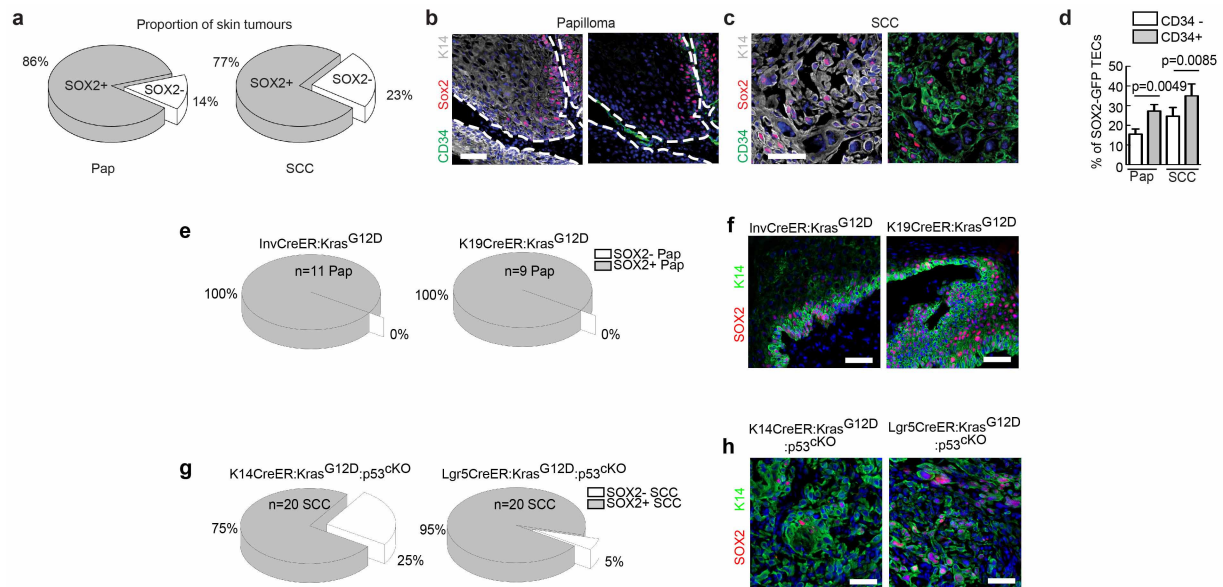 a
Proportion of skin tumours
86%
SOX2+
SOX2-
14%
Pap
77%
SOX2+
SOX2-
23%
SCC
b
Papilloma
CD34 Sox2 K14
c
SCC
CD34 Sox2 K14
d
CD34 -
CD34+
% of SOX2-GFP TECs
50
40
30
20
10
0
p=0.0049
p=0.0085
Pap
SCC
e
InvCreER:KrasG12D
n=11 Pap
100%
0%
K19CreER:KrasG12D
n=9 Pap
100%
0%
SOX2- Pap
SOX2+ Pap
f
InvCreER:KrasG12D
K19CreER:KrasG12D
SOX2 K14
g
K14CreER:KrasG12D:p53cKO
n=20 SCC
75%
25%
Lgr5CreER:KrasG12D:p53cKO
n=20 SCC
95%
5%
SOX2- SCC
SOX2+ SCC
h
K14CreER:KrasG12D
:p53cKO
Lgr5CreER:KrasG12D
:p53cKO
SOX2 K14